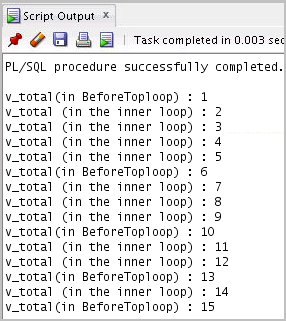 Script Output
Task completed in 0.003 sec
PL/SQL procedure successfully completed.
v_total(in BeforeToploop) : 1
v_total (in the inner loop) : 2
v_total (in the inner loop) : 3
v_total (in the inner loop) : 4
v_total (in the inner loop) : 5
v_total(in BeforeToploop) : 6
v_total (in the inner loop) : 7
v_total (in the inner loop) : 8
v_total (in the inner loop) : 9
v_total(in BeforeToploop) : 10
v_total (in the inner loop) : 11
v_total (in the inner loop) : 12
v_total(in BeforeToploop) : 13
v_total (in the inner loop) : 14
v_total(in BeforeToploop) : 15